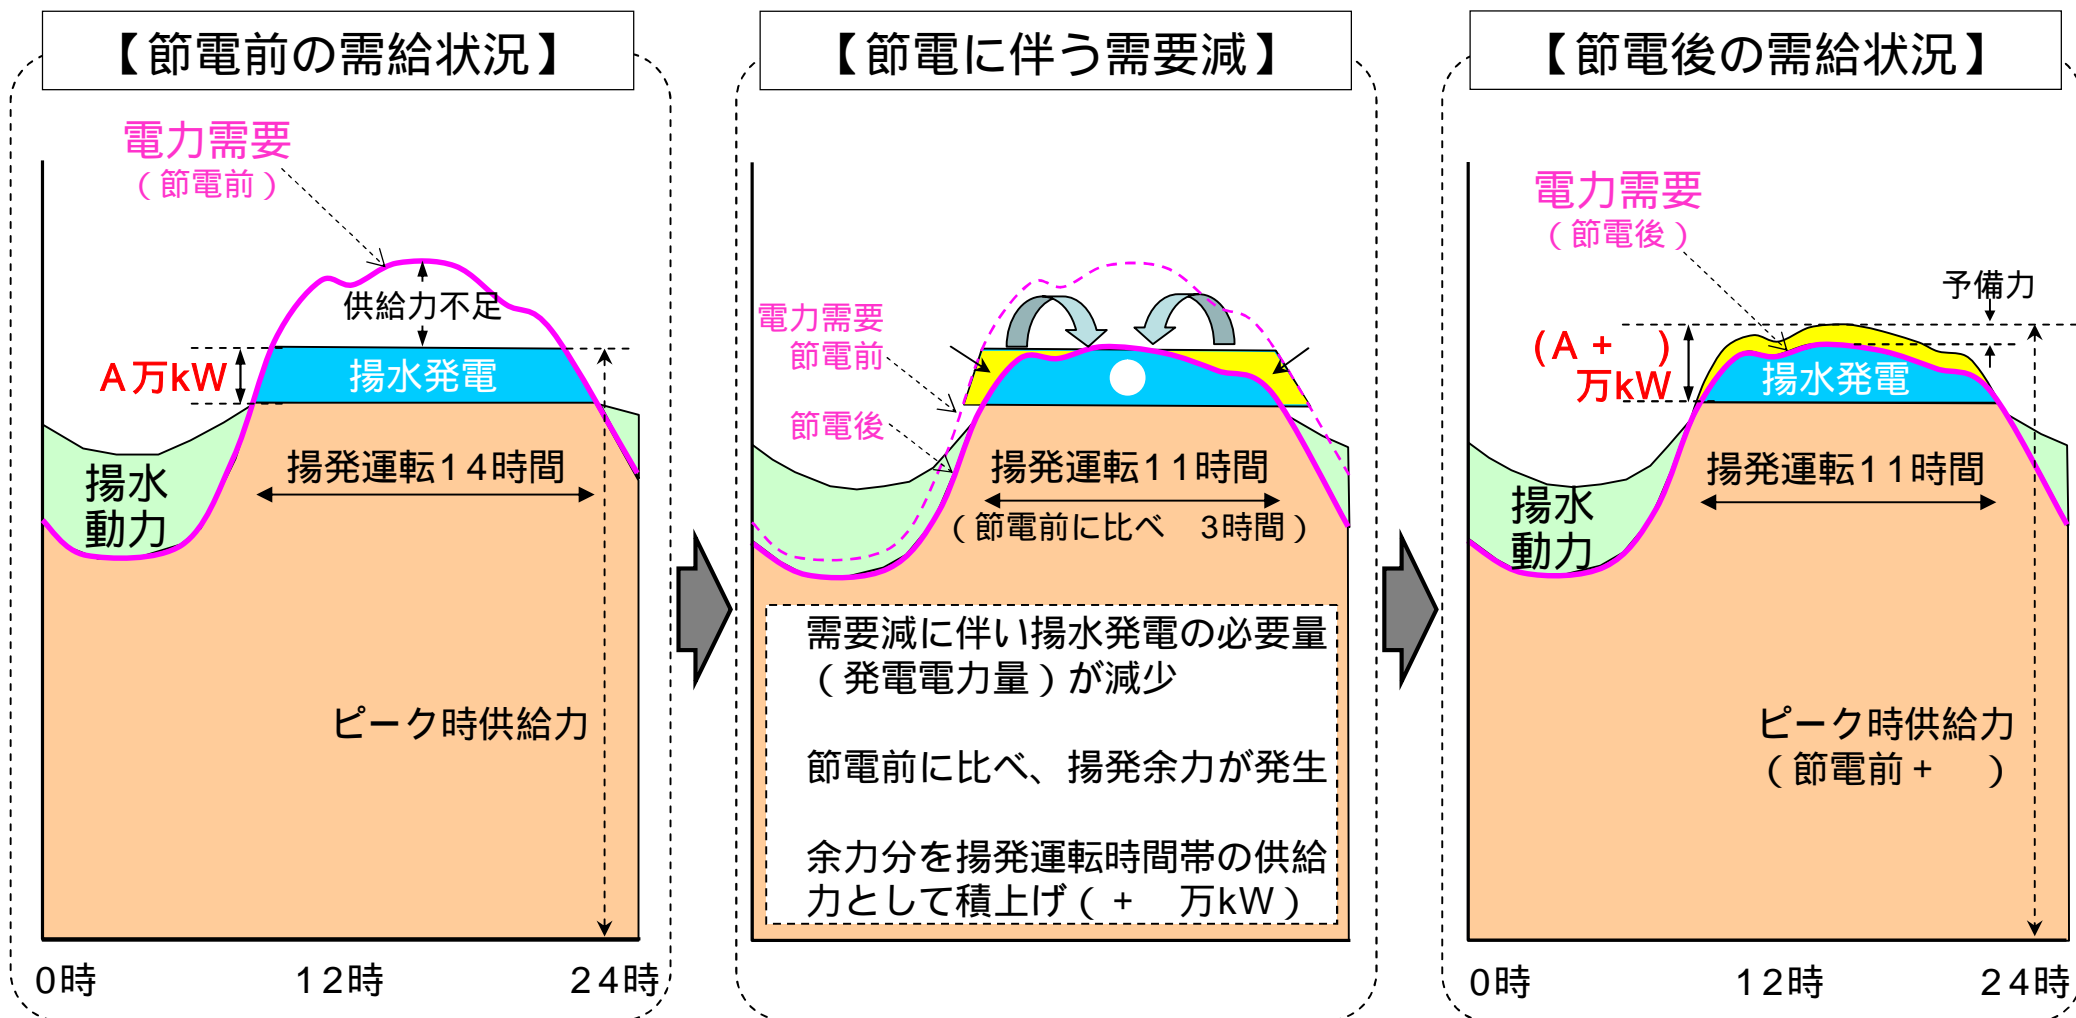 【節電前の需給状況】
電力需要
（節電前）
供給力不足
A万kW
揚水発電
揚発運転14時間
揚水
動力
ピーク時供給力
0時
12時
24時
【節電に伴う需要減】
電力需要
節電前
節電後
揚発運転11時間
（節電前に比べ　3時間）
需要減に伴い揚水発電の必要量
（発電電力量）が減少
節電前に比べ、揚発余力が発生
余力分を揚発運転時間帯の供給
力として積上げ（+　万kW）
【節電後の需給状況】
電力需要
（節電後）
予備力
(A+　)
万kW
揚水発電
揚発運転11時間
揚水
動力
ピーク時供給力
（節電前+　）
0時
12時
24時